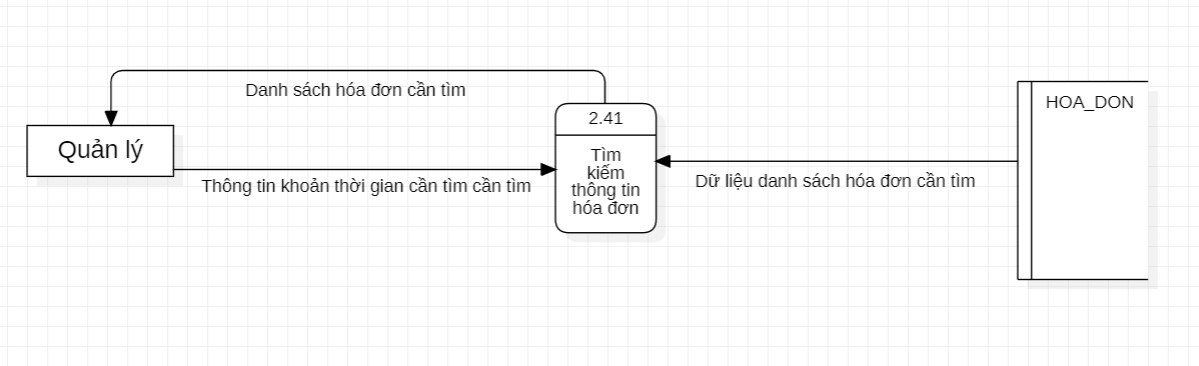 Danh sách hóa đơn cần tìm
Quản lý
Thông tin khoản thời gian cần tìm cần tìm
2.41
Tìm
kiếm
thông tin
hóa đơn
Dữ liệu danh sách hóa đơn cần tìm
HOA_DON